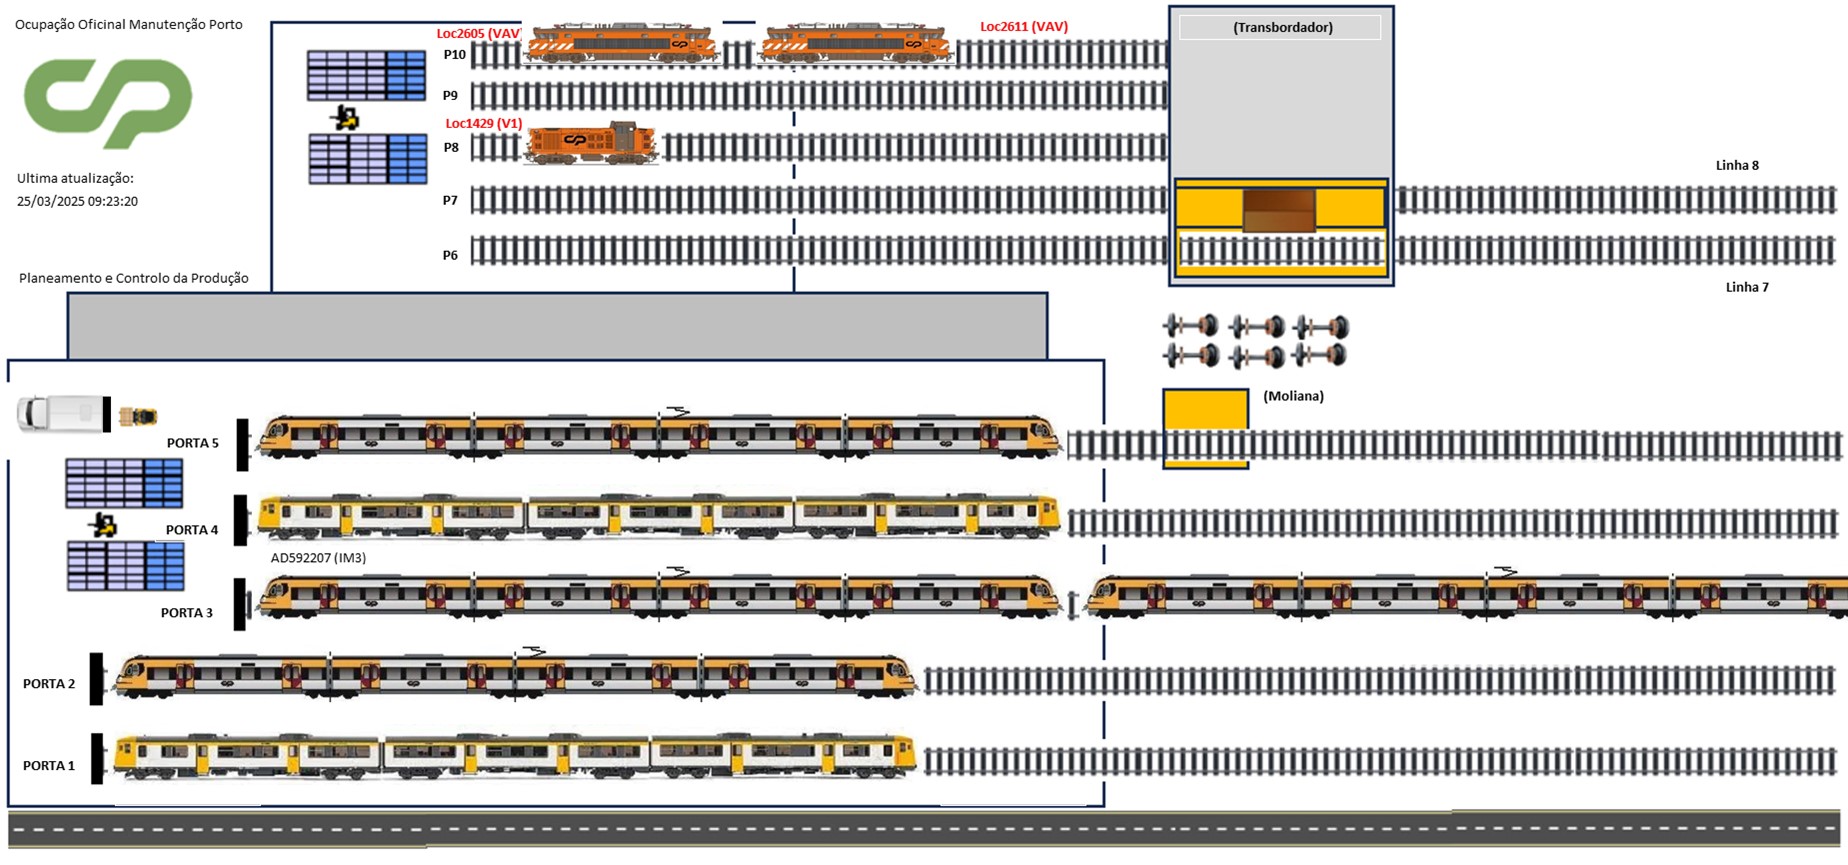 Ocupação Oficinal Manutenção Porto
Loc2605 (VAV)
Loc2611 (VAV)
(Transbordador)
P10
P9
Loc1429 (V1)
P8
Linha 8
Ultima atualização:
25/03/2025 09:23:20
P7
P6
Planeamento e Controlo da Produção
Linha 7
(Moliana)
PORTA 5
PORTA 4
AD592207 (IM3)
PORTA 3
PORTA 2
PORTA 1